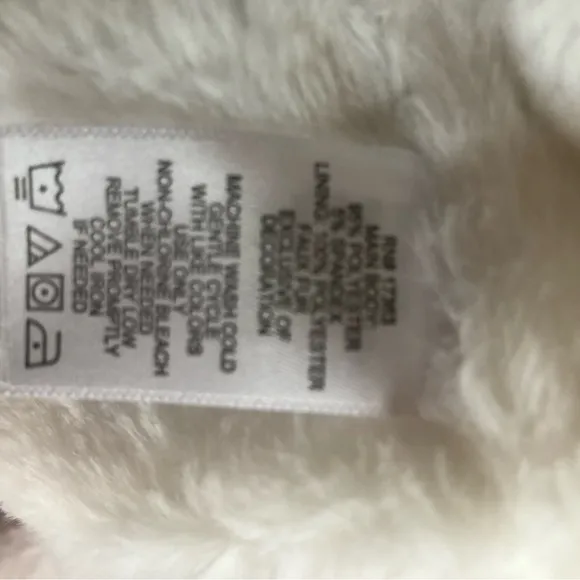 RN# 17353
MAIN BODY:
95% POLYESTER
5% SPANDEX
LINING: 100% POLYESTER
FAUX FUR
EXCLUSIVE OF
DECORATION
MACHINE WASH COLD
GENTLE CYCLE
WITH LIKE COLORS
USE ONLY
NON-CHLORINE BLEACH
WHEN NEEDED
TUMBLE DRY LOW
REMOVE PROMPTLY
COOL IRON
IF NEEDED